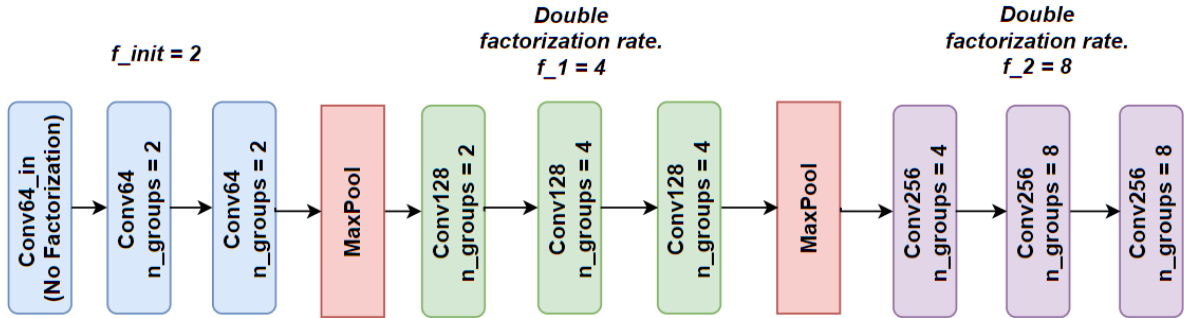 f_init = 2
Double
factorization rate.
f_1 = 4
Double
factorization rate.
f_2 = 8
Conv64_in
(No Factorization)
Conv64
n_groups = 2
Conv64
n_groups = 2
MaxPool
Conv128
n_groups = 2
Conv128
n_groups = 4
Conv128
n_groups = 4
MaxPool
Conv256
n_groups = 4
Conv256
n_groups = 8
Conv256
n_groups = 8